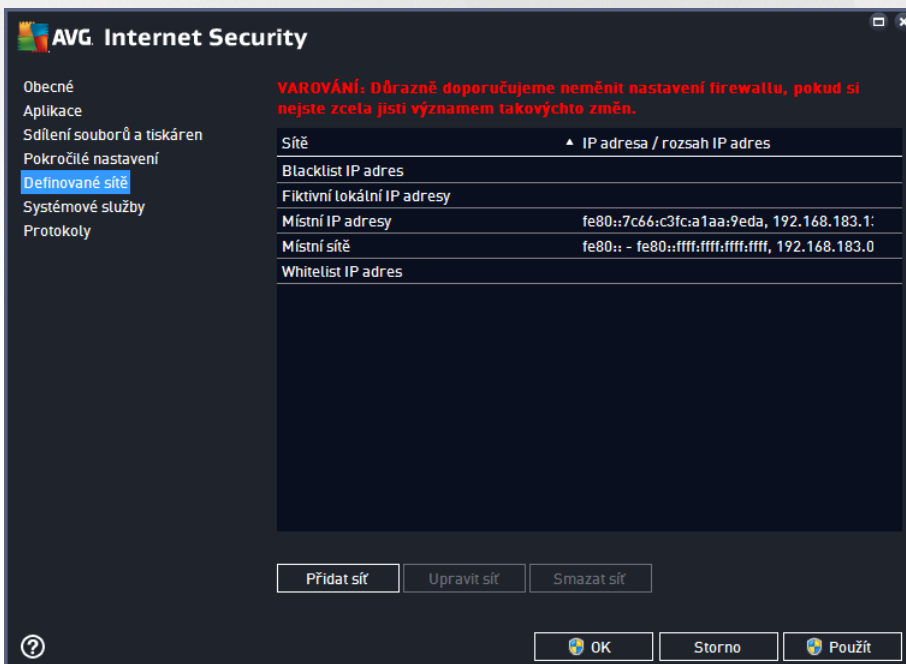 AVG Internet Security
Obecné
Aplikace
Sdílení souborů a tiskáren
Pokročilé nastavení
Definované sítě
Systémové služby
Protokoly
VAROVÁNÍ: Důrazně doporučujeme neměnit nastavení firewallu, pokud si
nejste zcela jisti významem takovýchto změn.
Sítě IP adresa / rozsah IP adres
Blacklist IP adres
Fiktivní lokální IP adresy
Místní IP adresy fe80::7c66:c3fc:a1aa:9eda, 192.168.183.1
Místní sítě fe80:: - fe80::ffff:ffff:ffff:ffff, 192.168.183.0
Whitelist IP adres
Přidat síť Upravit síť Smazat síť
OK Storno Použít